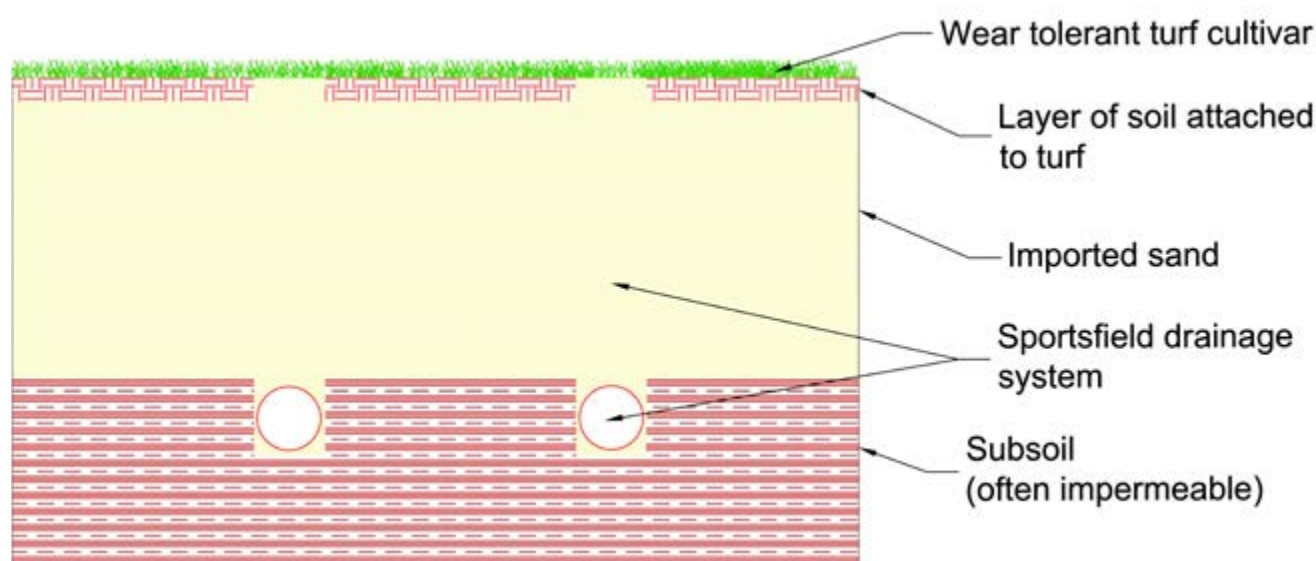 Wear tolerant turf cultivar
Layer of soil attached
to turf
Imported sand
Sportsfield drainage
system
Subsoil
(often impermeable)